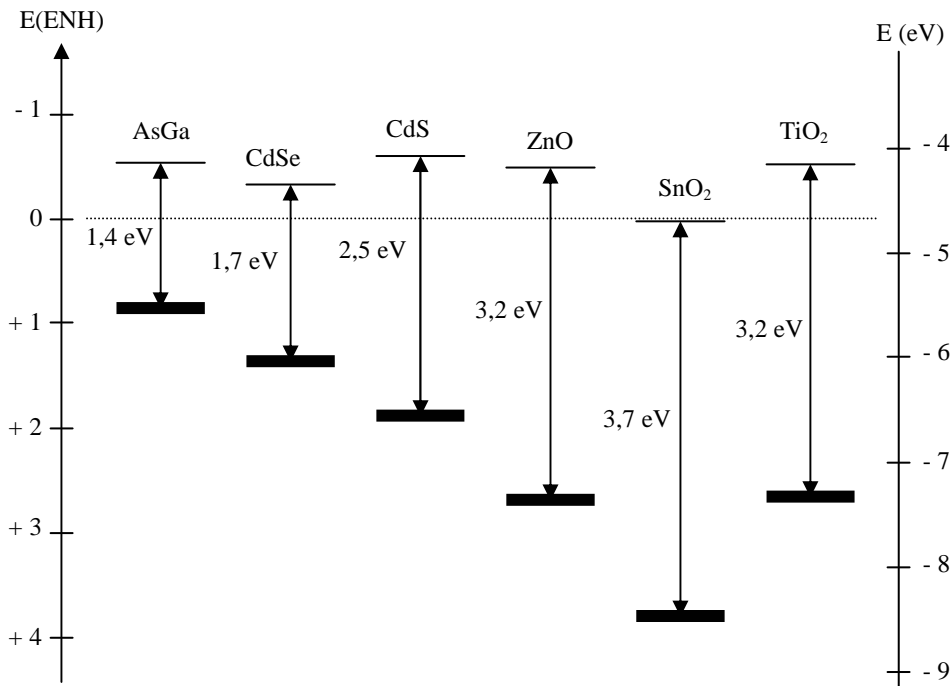 E(ENH)
E (eV)
- 1
AsGa
CdSe
CdS
ZnO
SnO₂
TiO₂
- 4
0
1,4 eV
1,7 eV
2,5 eV
- 5
+ 1
3,2 eV
3,2 eV
- 6
+ 2
3,7 eV
- 7
+ 3
- 8
+ 4
- 9